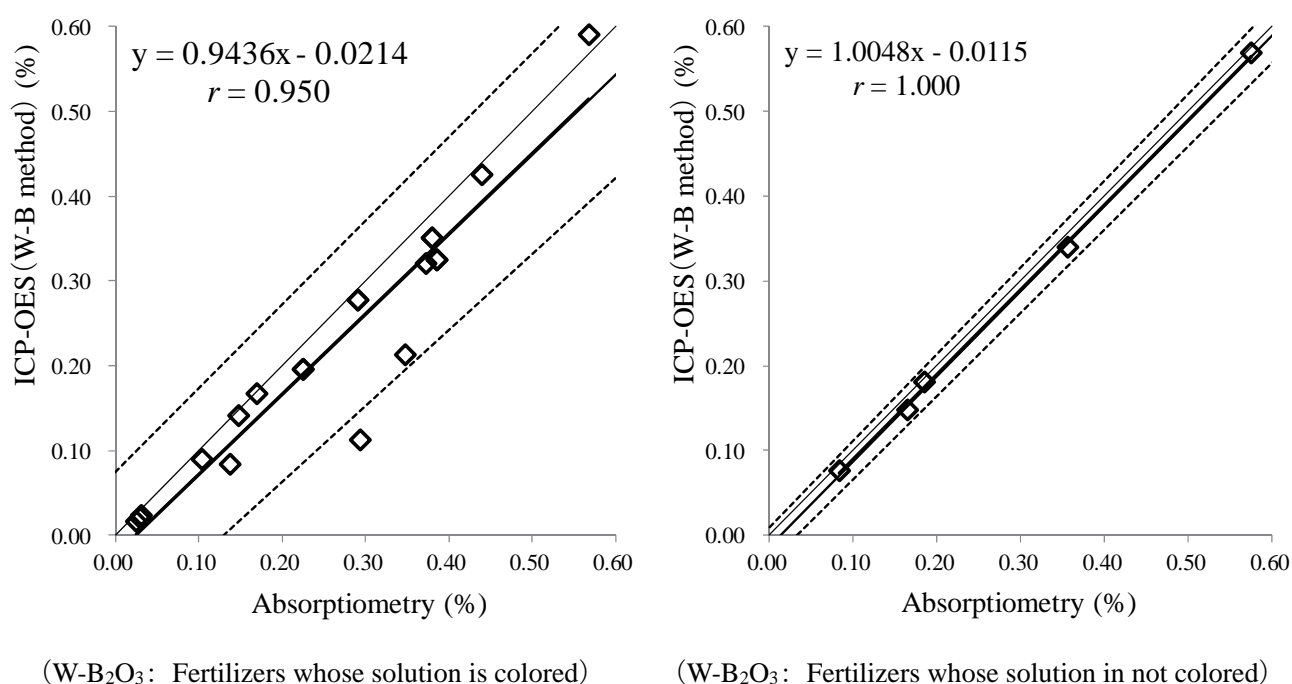 y = 0.9436x - 0.0214
r = 0.950
ICP-OES（W-B method）(%)
0.60
0.50
0.40
0.30
0.20
0.10
0.00
0.00 0.10 0.20 0.30 0.40 0.50 0.60
Absorptiometry (%)
（W-B₂O₃： Fertilizers whose solution is colored）
y = 1.0048x - 0.0115
r = 1.000
ICP-OES（W-B method）(%)
0.60
0.50
0.40
0.30
0.20
0.10
0.00
0.00 0.10 0.20 0.30 0.40 0.50 0.60
Absorptiometry (%)
（W-B₂O₃： Fertilizers whose solution in not colored）